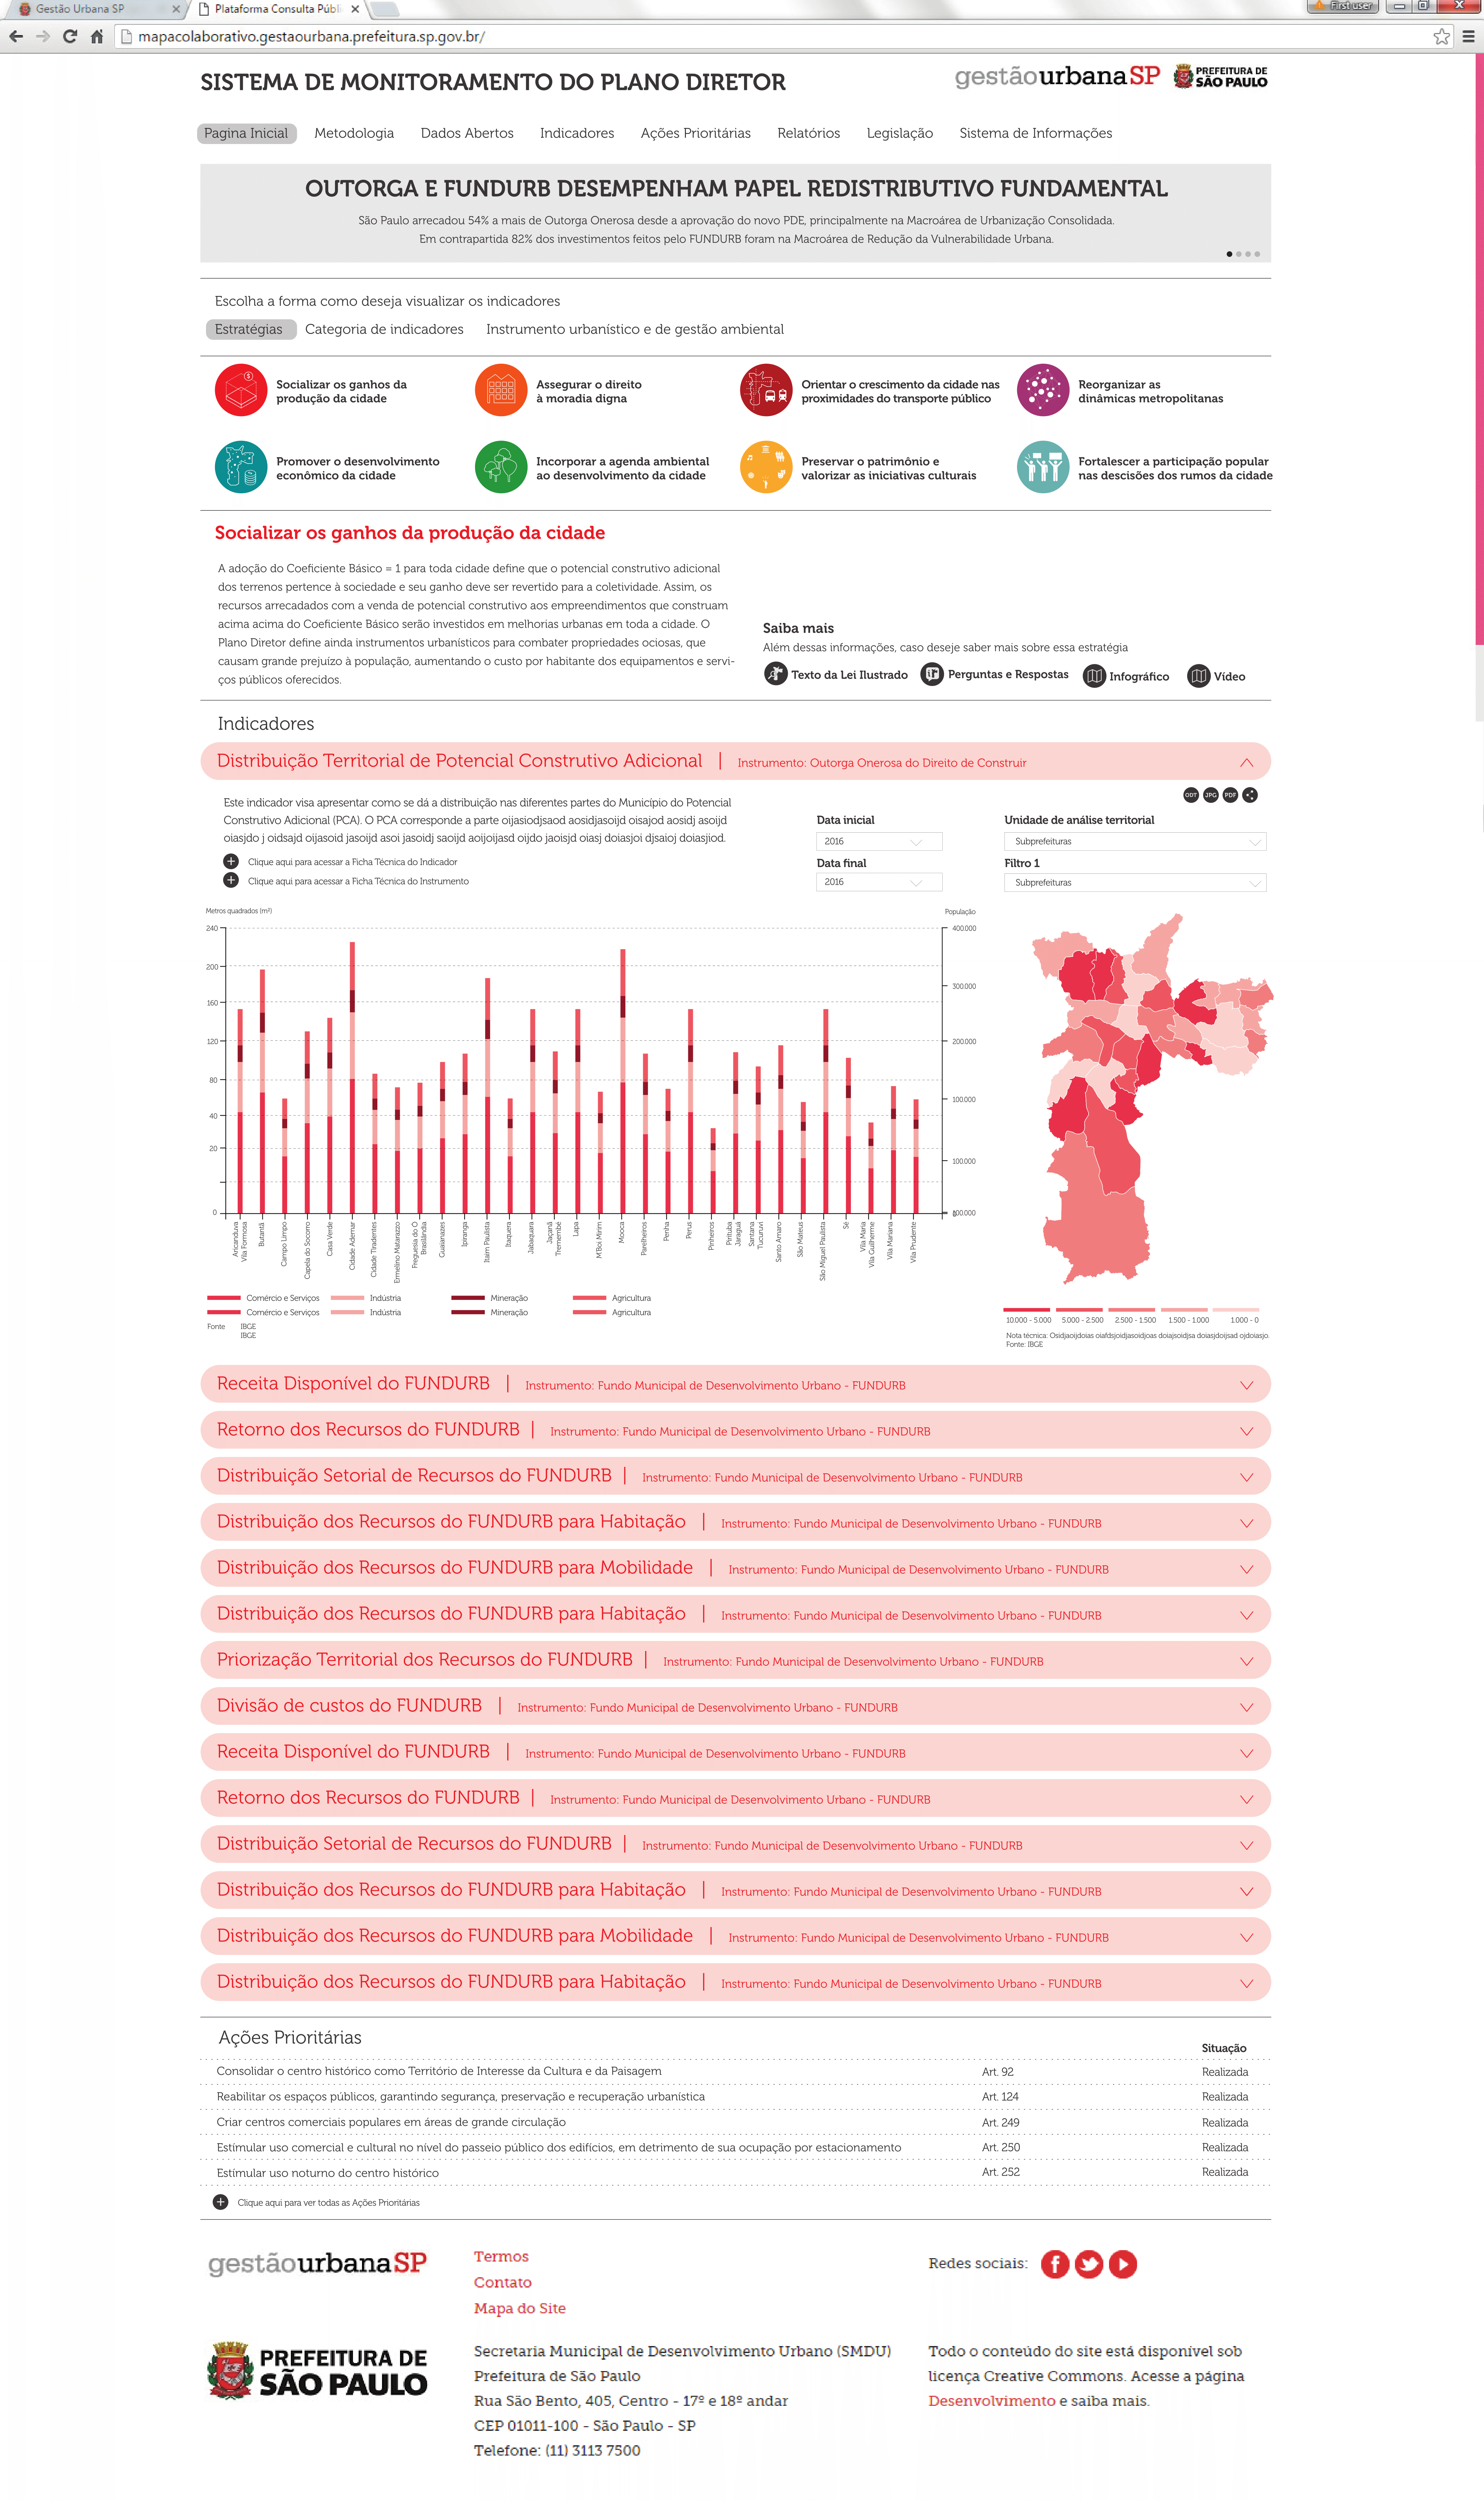 Gestão Urbana SP
Plataforma Consulta Públ
First user
mapacolaborativo.gestaourbana.prefeitura.sp.gov.br/
SISTEMA DE MONITORAMENTO DO PLANO DIRETOR
gestãourbanaSP
PREFEITURA DE
SÃO PAULO
Pagina Inicial Metodologia Dados Abertos Indicadores Ações Prioritárias Relatórios Legislação Sistema de Informações
OUTORGA E FUNDURB DESEMPENHAM PAPEL REDISTRIBUTIVO FUNDAMENTAL
São Paulo arrecadou 54% a mais de Outorga Onerosa desde a aprovação do novo PDE, principalmente na Macroárea de Urbanização Consolidada.
Em contrapartida 82% dos investimentos feitos pelo FUNDURB foram na Macroárea de Redução da Vulnerabilidade Urbana.
Escolha a forma como deseja visualizar os indicadores
Estratégias Categoria de indicadores Instrumento urbanístico e de gestão ambiental
Socializar os ganhos da
produção da cidade
Assegurar o direito
à moradia digna
Orientar o crescimento da cidade nas
proximidades do transporte público
Reorganizar as
dinâmicas metropolitanas
Promover o desenvolvimento
econômico da cidade
Incorporar a agenda ambiental
ao desenvolvimento da cidade
Preservar o patrimônio e
valorizar as iniciativas culturais
Fortalescer a participação popular
nas descisões dos rumos da cidade
Socializar os ganhos da produção da cidade
A adoção do Coeficiente Básico = 1 para toda cidade define que o potencial construtivo adicional
dos terrenos pertence à sociedade e seu ganho deve ser revertido para a coletividade. Assim, os
recursos arrecadados com a venda de potencial construtivo aos empreendimentos que construam
acima acima do Coeficiente Básico serão investidos em melhorias urbanas em toda a cidade. O
Plano Diretor define ainda instrumentos urbanísticos para combater propriedades ociosas, que
causam grande prejuízo à população, aumentando o custo por habitante dos equipamentos e servi-
ços públicos oferecidos.
Saiba mais
Além dessas informações, caso deseje saber mais sobre essa estratégia
Texto da Lei Ilustrado Perguntas e Respostas Infográfico Vídeo
Indicadores
Distribuição Territorial de Potencial Construtivo Adicional | Instrumento: Outorga Onerosa do Direito de Construir
ODT JPG PDF
Este indicador visa apresentar como se dá a distribuição nas diferentes partes do Município do Potencial
Construtivo Adicional (PCA). O PCA corresponde a parte oijasiodjsaod aosidjasoijd oisajod aosidj asoijd
oiasjdo j oidsajd oijasoid jasoijd asoi jasoidj saoijd aoijoijasd oijdo jaoisjd oiasj doiasjoi djsaioj doiasjiod.
Clique aqui para acessar a Ficha Técnica do Indicador
Clique aqui para acessar a Ficha Técnica do Instrumento
Data inicial
2016
Data final
2016
Unidade de análise territorial
Subprefeituras
Filtro 1
Subprefeituras
Metros quadrados (m²)
População
240
200
160
120
80
40
20
0
400.000
300.000
200.000
100.000
100.000
Aricanduva
Vila Formosa
Butantã
Campo Limpo
Capela do Socorro
Casa Verde
Cidade Ademar
Cidade Tiradentes
Ermelino Matarazzo
Freguesia do Ó
Brasilândia
Guaianazes
Ipiranga
Itaim Paulista
Itaquera
Jabaquara
Jaçanã
Tremembé
Lapa
M'Boi Mirim
Mooca
Parelheiros
Penha
Perus
Pinheiros
Pirituba
Jaraguá
Santana
Tucuruvi
Santo Amaro
São Mateus
São Miguel Paulista
Sé
Vila Maria
Vila Guilherme
Vila Mariana
Vila Prudente
Comércio e Serviços Indústria Mineração Agricultura
Comércio e Serviços Indústria Mineração Agricultura
Fonte IBGE
IBGE
10.000 - 5.000 5.000 - 2.500 2.500 - 1.500 1.500 - 1.000 1.000 - 0
Nota técnica: Osidjaoijdoias oiafdsjoidjasoidjoas doiajsoidjsa doiasjdoijsad ojdoiasjo.
Fonte: IBGE
Receita Disponível do FUNDURB | Instrumento: Fundo Municipal de Desenvolvimento Urbano - FUNDURB
Retorno dos Recursos do FUNDURB | Instrumento: Fundo Municipal de Desenvolvimento Urbano - FUNDURB
Distribuição Setorial de Recursos do FUNDURB | Instrumento: Fundo Municipal de Desenvolvimento Urbano - FUNDURB
Distribuição dos Recursos do FUNDURB para Habitação | Instrumento: Fundo Municipal de Desenvolvimento Urbano - FUNDURB
Distribuição dos Recursos do FUNDURB para Mobilidade | Instrumento: Fundo Municipal de Desenvolvimento Urbano - FUNDURB
Distribuição dos Recursos do FUNDURB para Habitação | Instrumento: Fundo Municipal de Desenvolvimento Urbano - FUNDURB
Priorização Territorial dos Recursos do FUNDURB | Instrumento: Fundo Municipal de Desenvolvimento Urbano - FUNDURB
Divisão de custos do FUNDURB | Instrumento: Fundo Municipal de Desenvolvimento Urbano - FUNDURB
Receita Disponível do FUNDURB | Instrumento: Fundo Municipal de Desenvolvimento Urbano - FUNDURB
Retorno dos Recursos do FUNDURB | Instrumento: Fundo Municipal de Desenvolvimento Urbano - FUNDURB
Distribuição Setorial de Recursos do FUNDURB | Instrumento: Fundo Municipal de Desenvolvimento Urbano - FUNDURB
Distribuição dos Recursos do FUNDURB para Habitação | Instrumento: Fundo Municipal de Desenvolvimento Urbano - FUNDURB
Distribuição dos Recursos do FUNDURB para Mobilidade | Instrumento: Fundo Municipal de Desenvolvimento Urbano - FUNDURB
Distribuição dos Recursos do FUNDURB para Habitação | Instrumento: Fundo Municipal de Desenvolvimento Urbano - FUNDURB
Ações Prioritárias
Situação
Consolidar o centro histórico como Território de Interesse da Cultura e da Paisagem Art. 92 Realizada
Reabilitar os espaços públicos, garantindo segurança, preservação e recuperação urbanística Art. 124 Realizada
Criar centros comerciais populares em áreas de grande circulação Art. 249 Realizada
Estímular uso comercial e cultural no nível do passeio público dos edifícios, em detrimento de sua ocupação por estacionamento Art. 250 Realizada
Estímular uso noturno do centro histórico Art. 252 Realizada
Clique aqui para ver todas as Ações Prioritárias
gestãourbanaSP
Termos
Contato
Mapa do Site
Redes sociais:
PREFEITURA DE
SÃO PAULO
Secretaria Municipal de Desenvolvimento Urbano (SMDU)
Prefeitura de São Paulo
Rua São Bento, 405, Centro - 17º e 18º andar
CEP 01011-100 - São Paulo - SP
Telefone: (11) 3113 7500
Todo o conteúdo do site está disponível sob
licença Creative Commons. Acesse a página
Desenvolvimento e saiba mais.